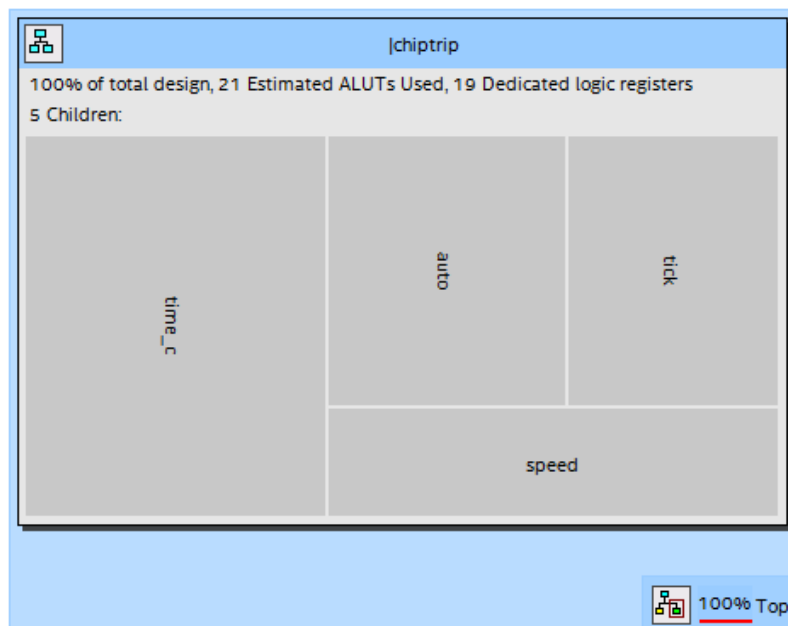 |chiptrip
100% of total design, 21 Estimated ALUTs Used, 19 Dedicated logic registers
5 Children:
time_c
auto
tick
speed
100% Top